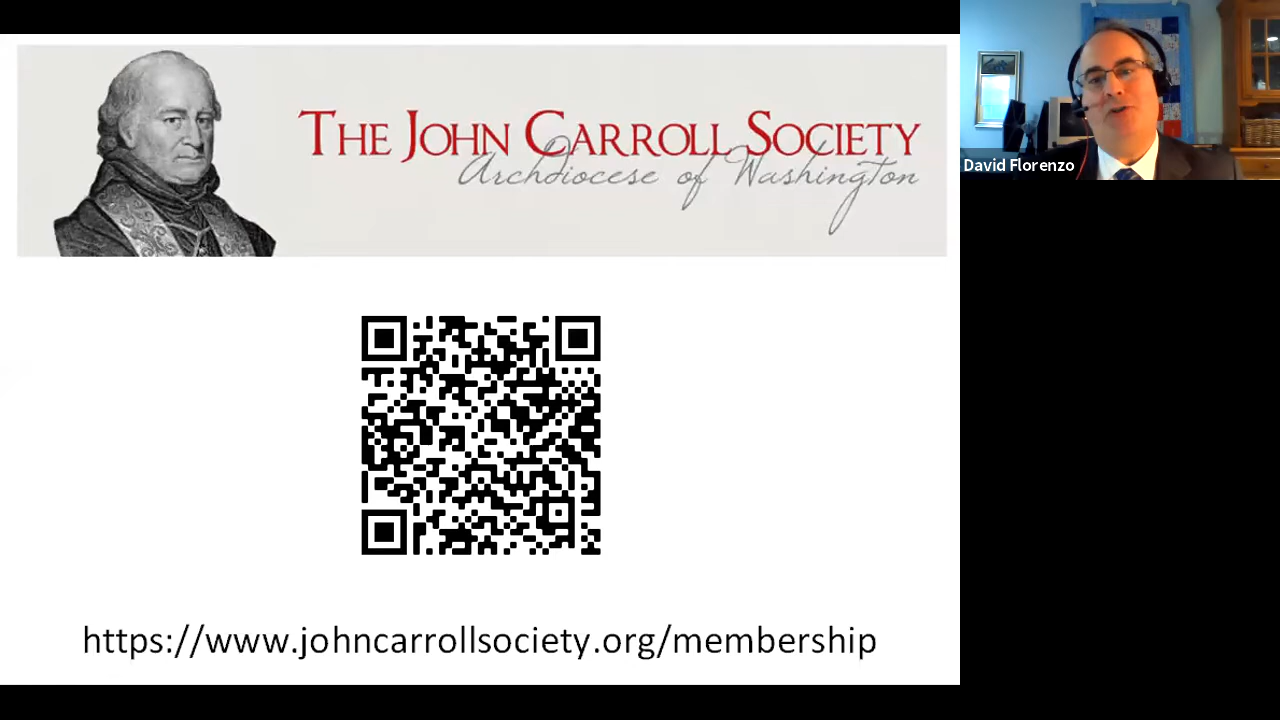 THE JOHN CARROLL SOCIETY
Archdiocese of Washington
David Florenzo
https://www.johncarrollsociety.org/membership